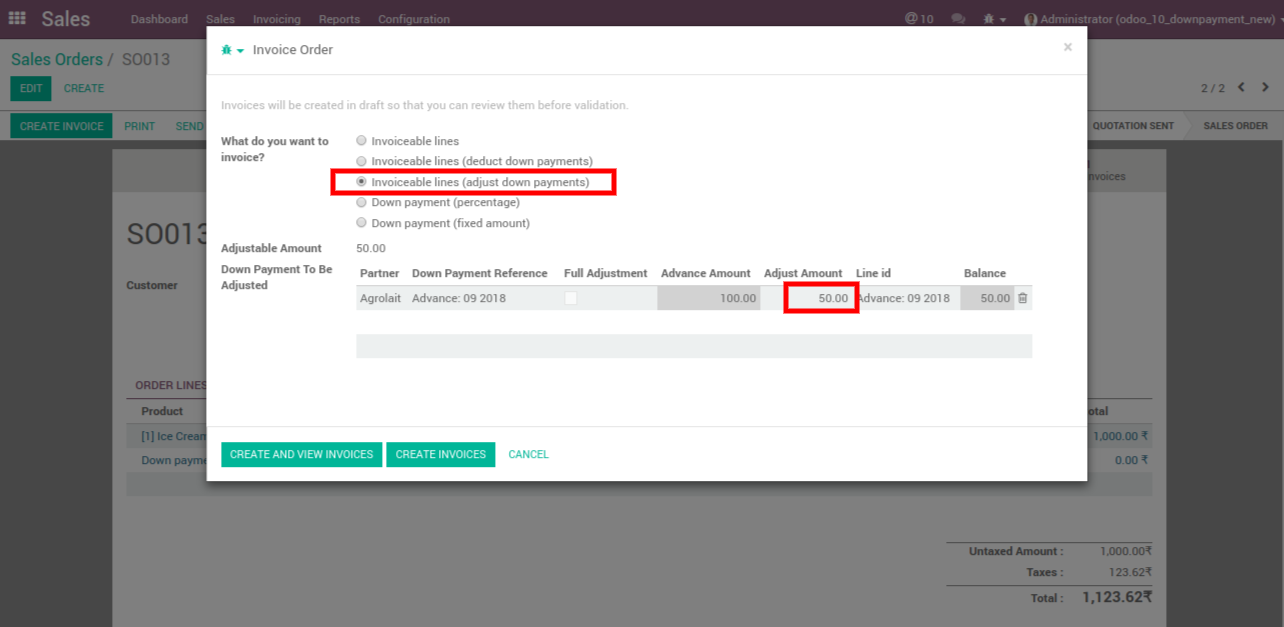 Sales Dashboard Sales Invoicing Reports Configuration @10 Administrator (odoo_10_downpayment_new)
Invoice Order ×
Sales Orders / SO013
EDIT CREATE 2 / 2
Invoices will be created in draft so that you can review them before validation.
CREATE INVOICE PRINT SEND QUOTATION SENT SALES ORDER
What do you want to invoice?
Invoiceable lines
Invoiceable lines (deduct down payments)
Invoiceable lines (adjust down payments)
Down payment (percentage)
Down payment (fixed amount)
SO013
Adjustable Amount 50.00
Down Payment To Be Adjusted
Partner Down Payment Reference Full Adjustment Advance Amount Adjust Amount Line id Balance
Agrolait Advance: 09 2018 100.00 50.00 Advance: 09 2018 50.00
Customer
ORDER LINES
Product
[1] Ice Cream 1,000.00 ₹
Down 0.00 ₹
CREATE AND VIEW INVOICES CREATE INVOICES CANCEL
Untaxed Amount : 1,000.00₹
Taxes : 123.62₹
Total : 1,123.62₹